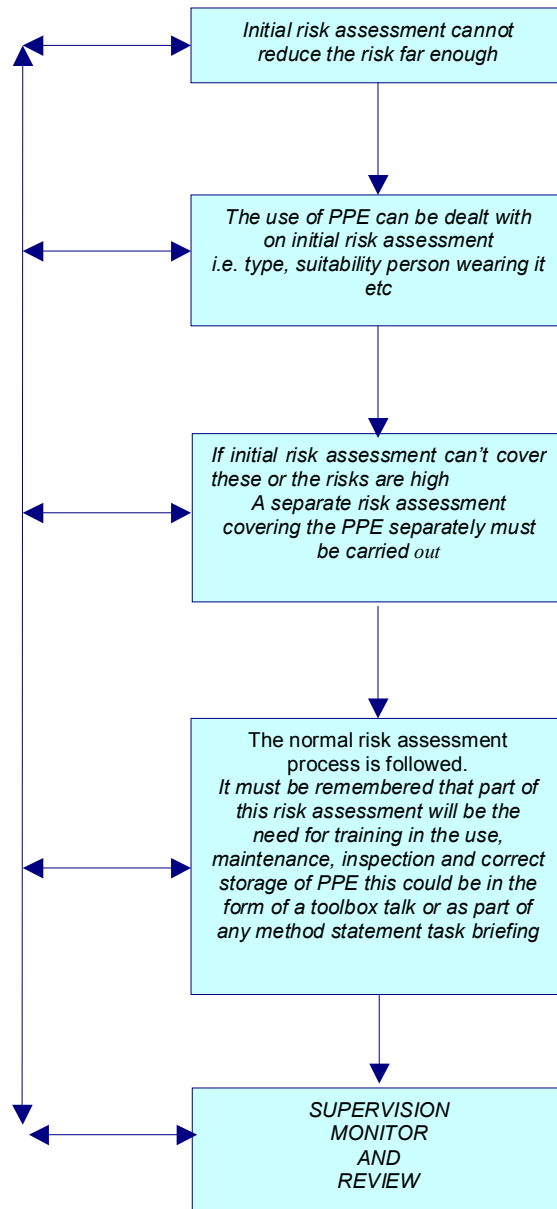 Initial risk assessment cannot
reduce the risk far enough
The use of PPE can be dealt with
on initial risk assessment
i.e. type, suitability person wearing it
etc
If initial risk assessment can't cover
these or the risks are high
A separate risk assessment
covering the PPE separately must
be carried out
The normal risk assessment
process is followed.
It must be remembered that part of
this risk assessment will be the
need for training in the use,
maintenance, inspection and correct
storage of PPE this could be in the
form of a toolbox talk or as part of
any method statement task briefing
SUPERVISION
MONITOR
AND
REVIEW